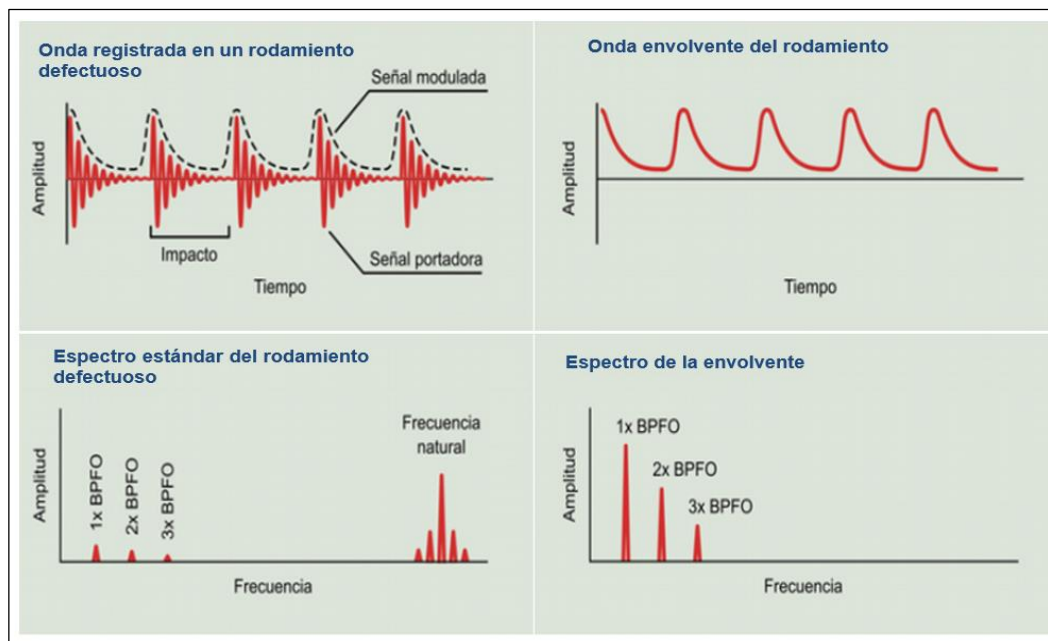 Onda registrada en un rodamiento
defectuoso
Señal modulada
Amplitud
Impacto
Señal portadora
Tiempo
Onda envolvente del rodamiento
Amplitud
Tiempo
Espectro estándar del rodamiento
defectuoso
Frecuencia
natural
Amplitud
1x BPFO
2x BPFO
3x BPFO
Frecuencia
Espectro de la envolvente
1x BPFO
2x BPFO
3x BPFO
Amplitud
Frecuencia